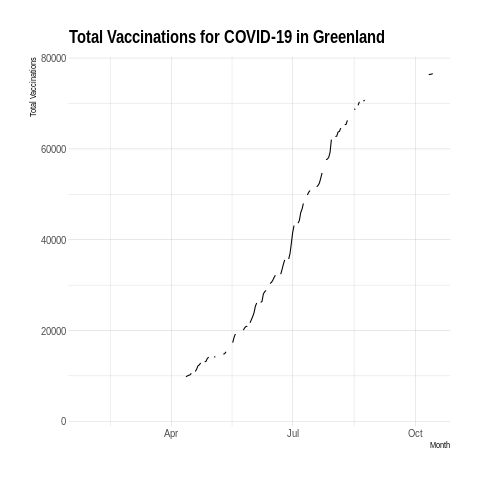 Total Vaccinations for COVID-19 in Greenland
Total Vaccinations
80000
60000
40000
20000
0
Apr Jul Oct
Month